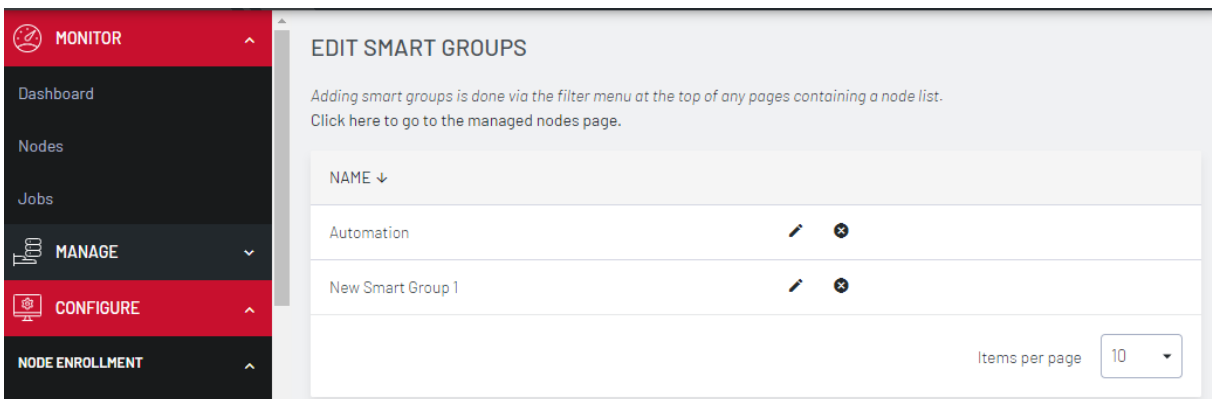 MONITOR
Dashboard
Nodes
Jobs
MANAGE
CONFIGURE
NODE ENROLLMENT
EDIT SMART GROUPS
Adding smart groups is done via the filter menu at the top of any pages containing a node list.
Click here to go to the managed nodes page.
NAME ↓
Automation
New Smart Group 1
Items per page 10